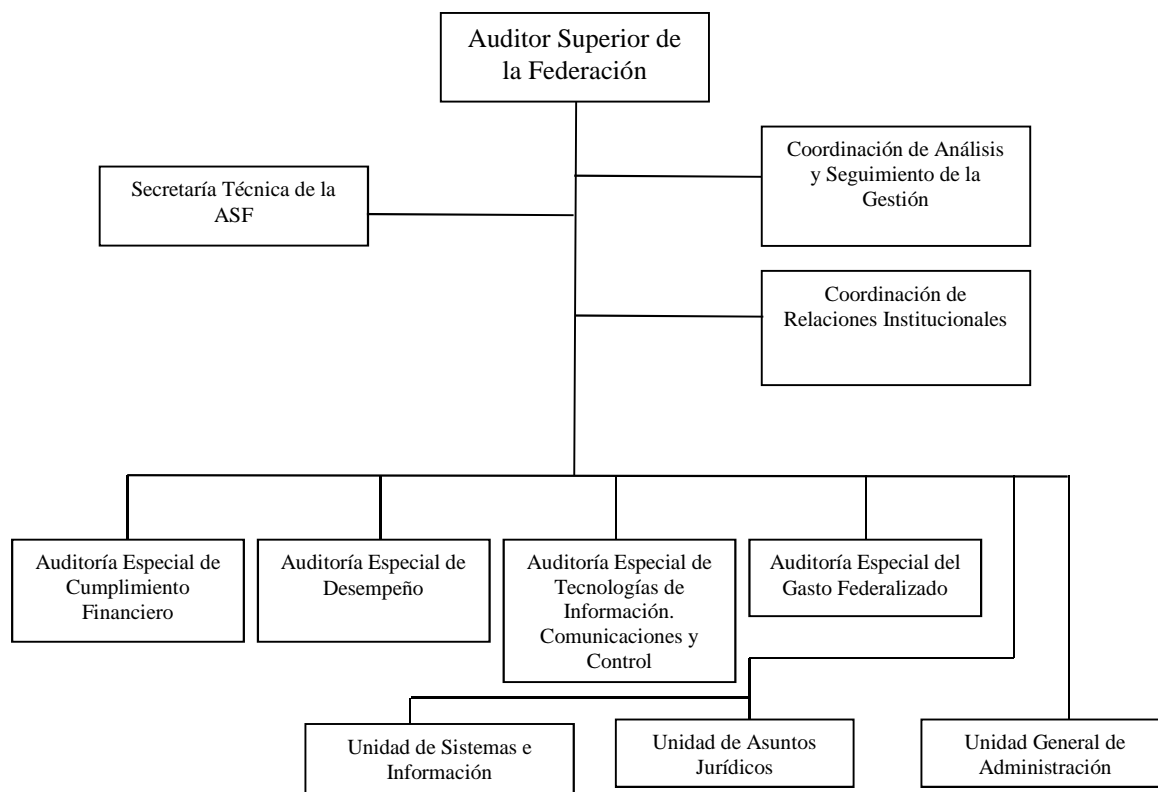 Auditor Superior de
la Federación
Coordinación de Análisis
y Seguimiento de la
Gestión
Secretaría Técnica de la
ASF
Coordinación de
Relaciones Institucionales
Auditoría Especial de
Cumplimiento
Financiero
Auditoría Especial de
Desempeño
Auditoría Especial de
Tecnologías de
Información.
Comunicaciones y
Control
Auditoría Especial del
Gasto Federalizado
Unidad de Sistemas e
Información
Unidad de Asuntos
Jurídicos
Unidad General de
Administración